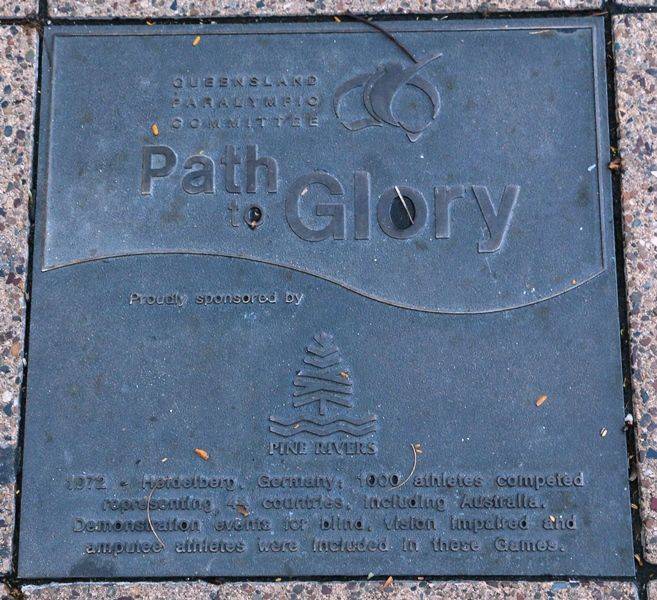 QUEENSLAND
PARALYMPIC
COMMITTEE
Path
to Glory
Proudly sponsored by
PINE RIVERS
1972 - Heidelberg, Germany: 1000 athletes competed
representing countries, including Australia.
Demonstration events for blind, vision impaired and
amputee athletes were included in these Games.